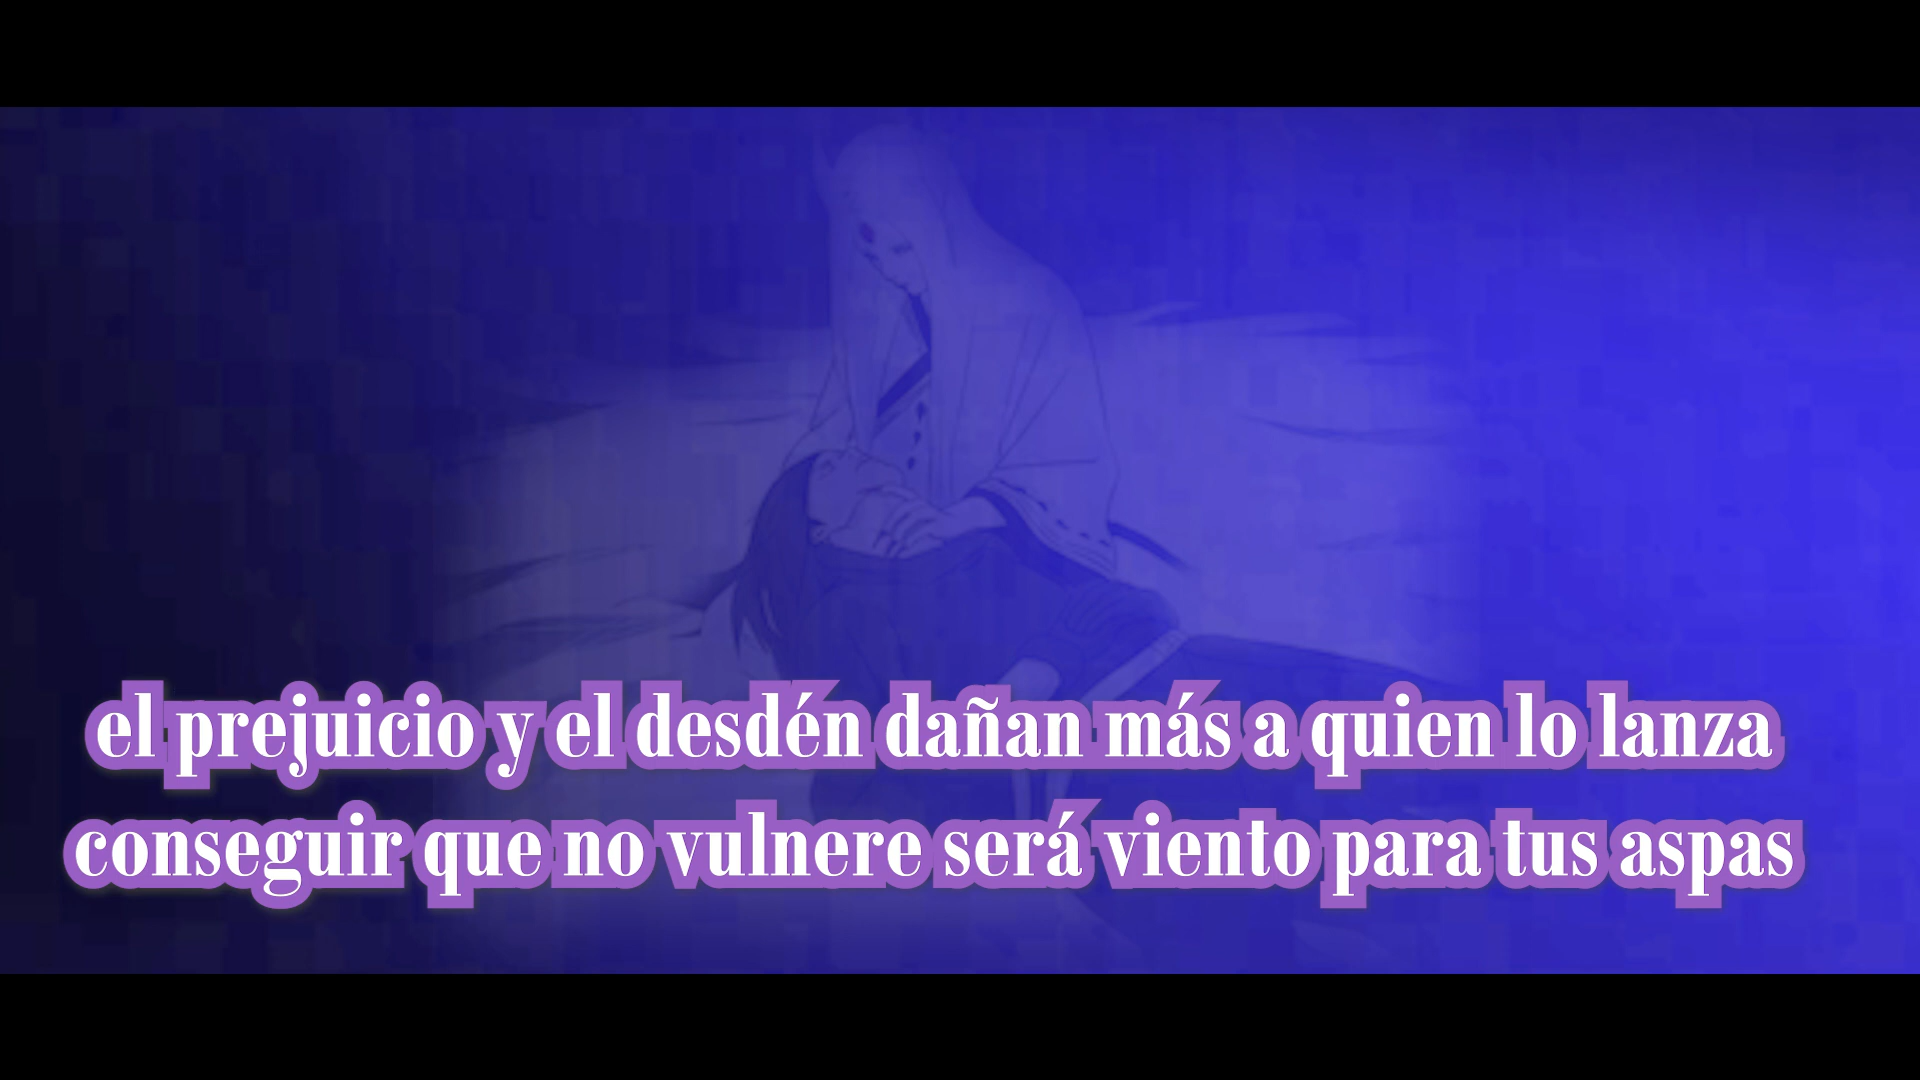 el prejuicio y el desdén dañan más a quien lo lanza
conseguir que no vulnere será viento para tus aspas